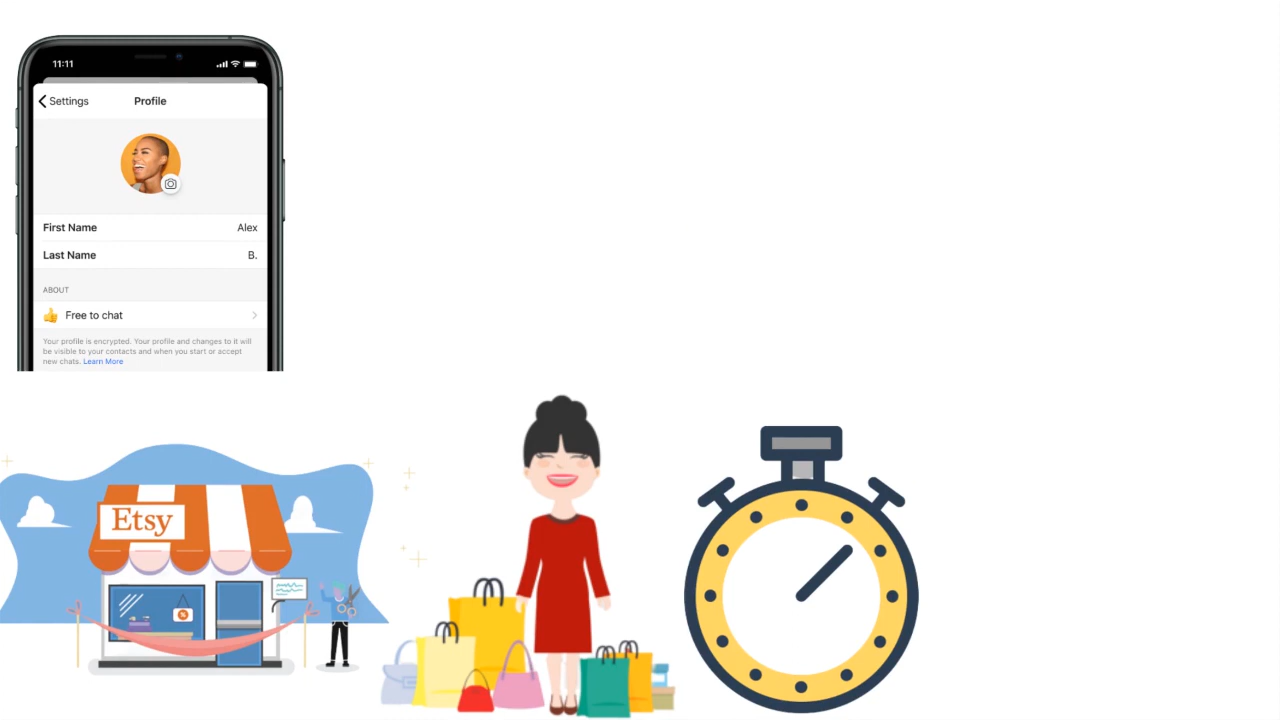 11:11
Settings
Profile
First Name
Alex
Last Name
B.
ABOUT
👍 Free to chat
Your profile is encrypted. Your profile and changes to it will
be visible to your contacts and when you start or accept
new chats. Learn More
Etsy